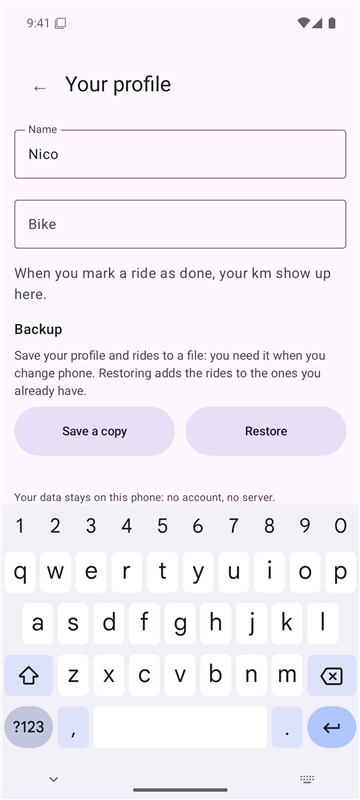 9:41
← Your profile
Name
Nico
Bike
When you mark a ride as done, your km show up
here.
Backup
Save your profile and rides to a file: you need it when you
change phone. Restoring adds the rides to the ones you
already have.
Save a copy Restore
Your data stays on this phone: no account, no server.
1 2 3 4 5 6 7 8 9 0
q w e r t y u i o p
a s d f g h j k l
z x c v b n m
?123 , .